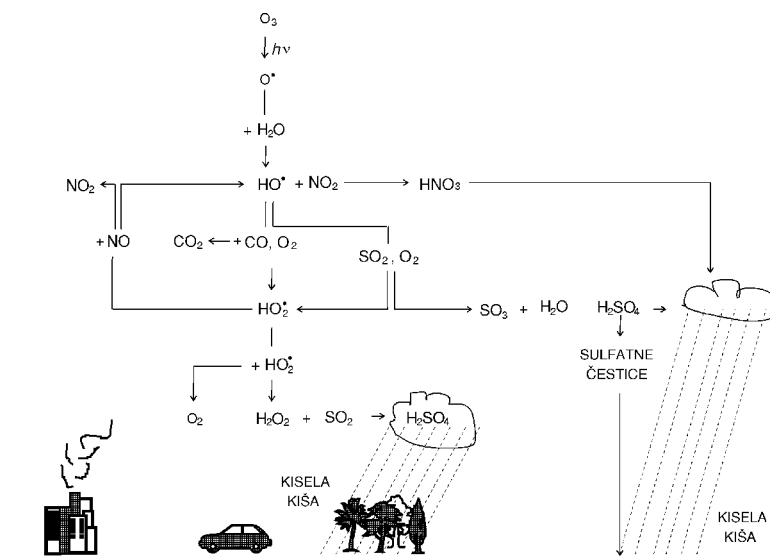 O₃
hν
O•
+ H₂O
NO₂ HO• + NO₂ HNO₃
+ NO CO₂ + CO, O₂
SO₂, O₂
HO₂• SO₃ + H₂O H₂SO₄
+ HO₂•
SULFATNE
ČESTICE
O₂ H₂O₂ + SO₂ H₂SO₄
KISELA
KIŠA
KISELA
KIŠA